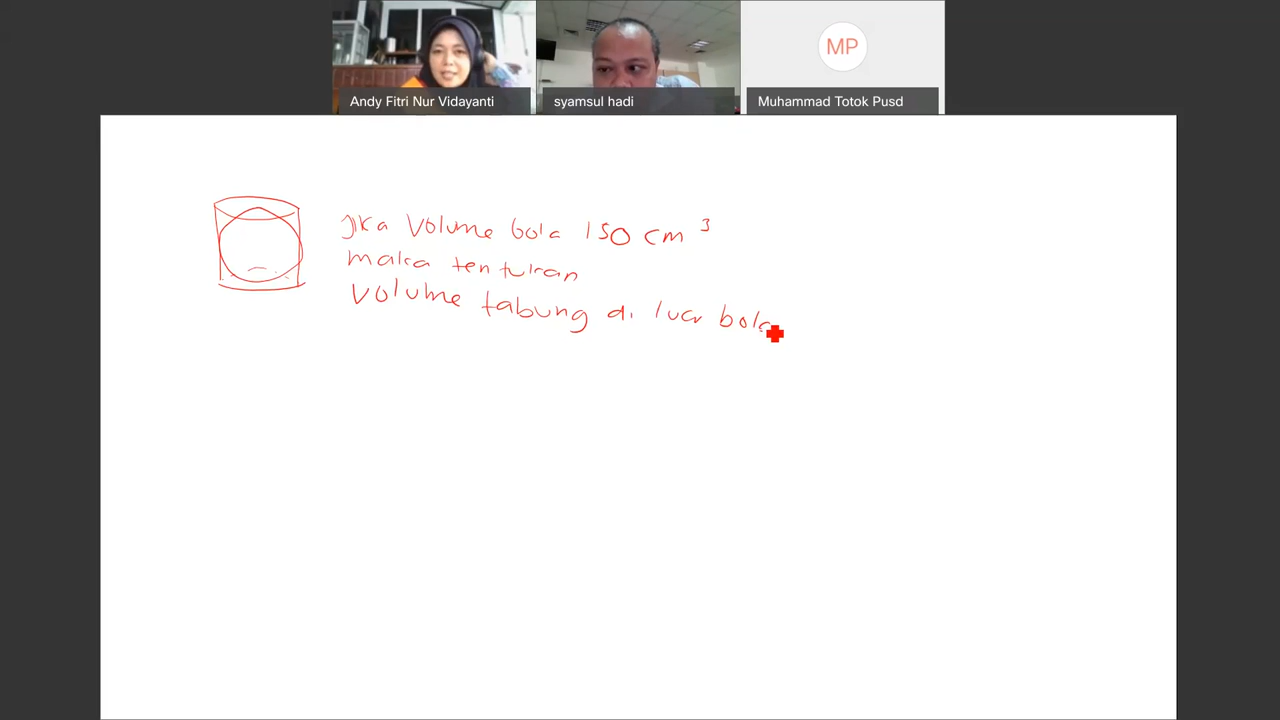 Andy Fitri Nur Vidayanti
syamsul hadi
MP
Muhammad Totok Pusd
Jika Volume bola 150 cm³
maka tentukan
Volume tabung di luar bola